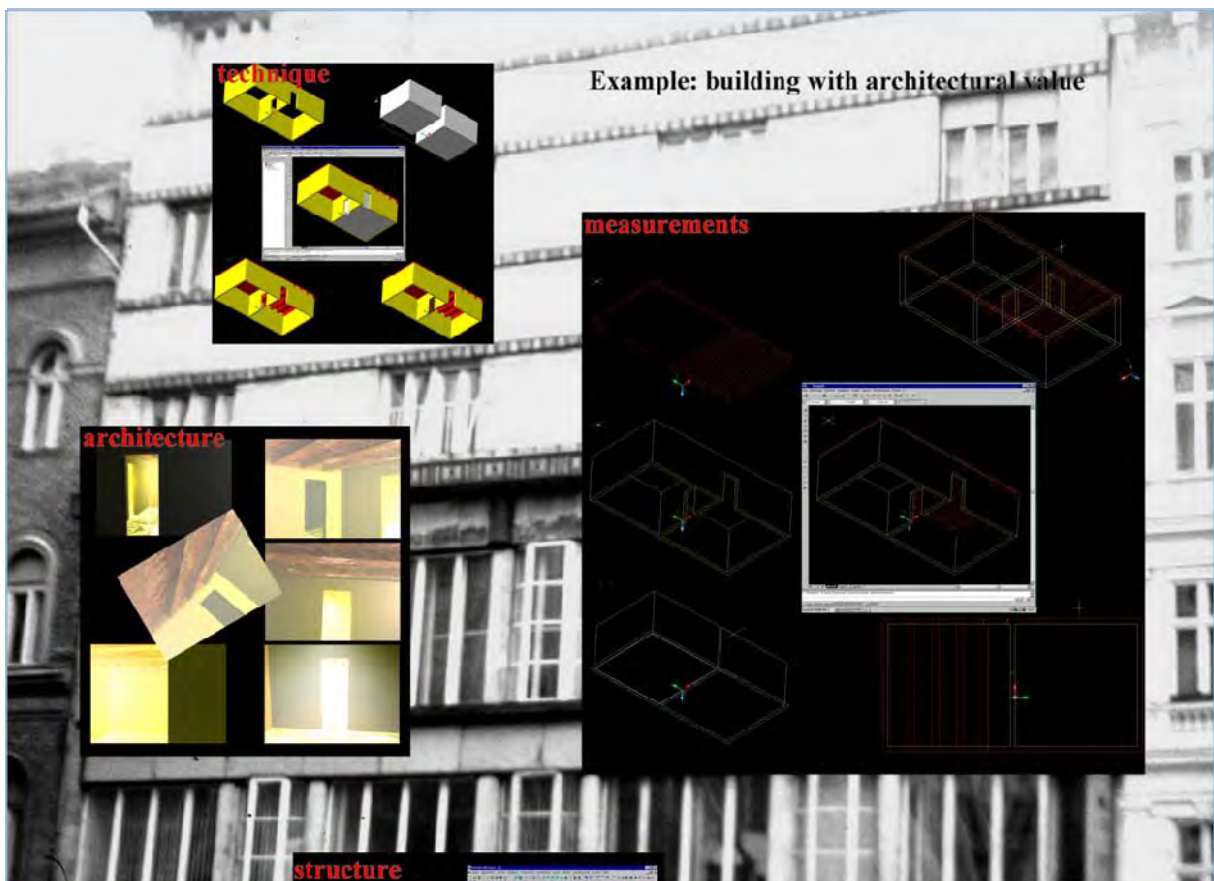 technique
Example: building with architectural value
measurements
architecture
structure